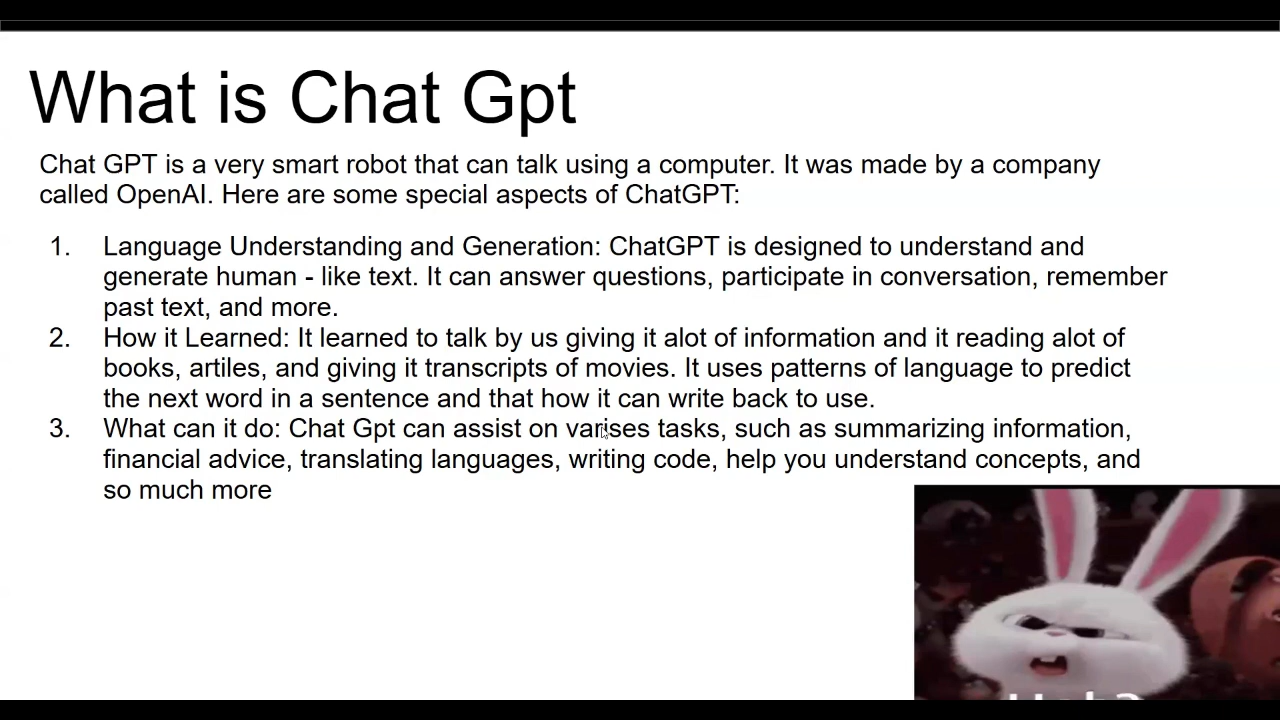 What is Chat Gpt
Chat GPT is a very smart robot that can talk using a computer. It was made by a company
called OpenAI. Here are some special aspects of ChatGPT:
1. Language Understanding and Generation: ChatGPT is designed to understand and
generate human - like text. It can answer questions, participate in conversation, remember
past text, and more.
2. How it Learned: It learned to talk by us giving it alot of information and it reading alot of
books, artiles, and giving it transcripts of movies. It uses patterns of language to predict
the next word in a sentence and that how it can write back to use.
3. What can it do: Chat Gpt can assist on varises tasks, such as summarizing information,
financial advice, translating languages, writing code, help you understand concepts, and
so much more